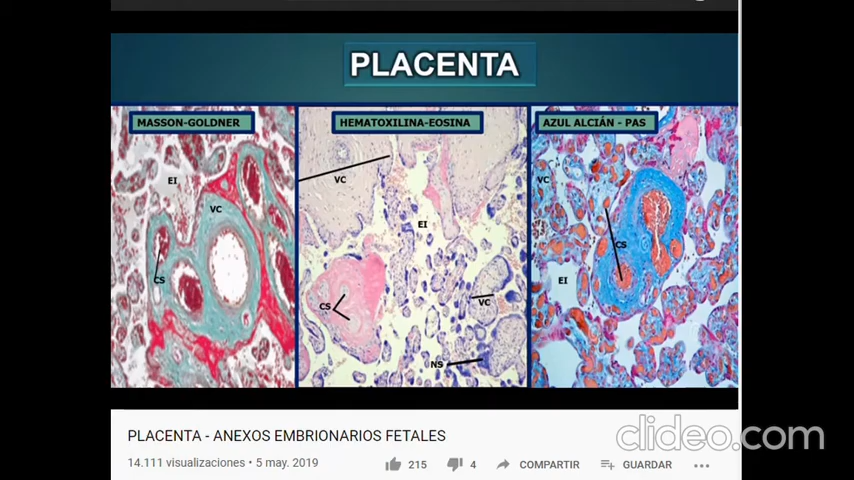 PLACENTA
MASSON-GOLDNER
HEMATOXILINA-EOSINA
AZUL ALCIÁN - PAS
EI
VC
CS
VC
EI
CS
VC
NS
VC
CS
EI
PLACENTA - ANEXOS EMBRIONARIOS FETALES
14.111 visualizaciones • 5 may. 2019
215
4
COMPARTIR
GUARDAR
clideo.com